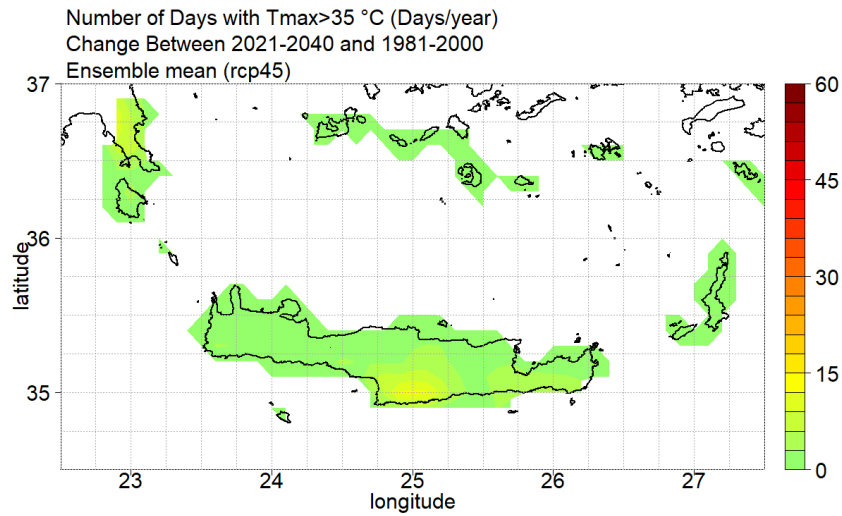 Number of Days with Tmax>35 °C (Days/year)
Change Between 2021-2040 and 1981-2000
Ensemble mean (rcp45)
37
36
35
latitude
23
24
25
26
27
longitude
60
45
30
15
0